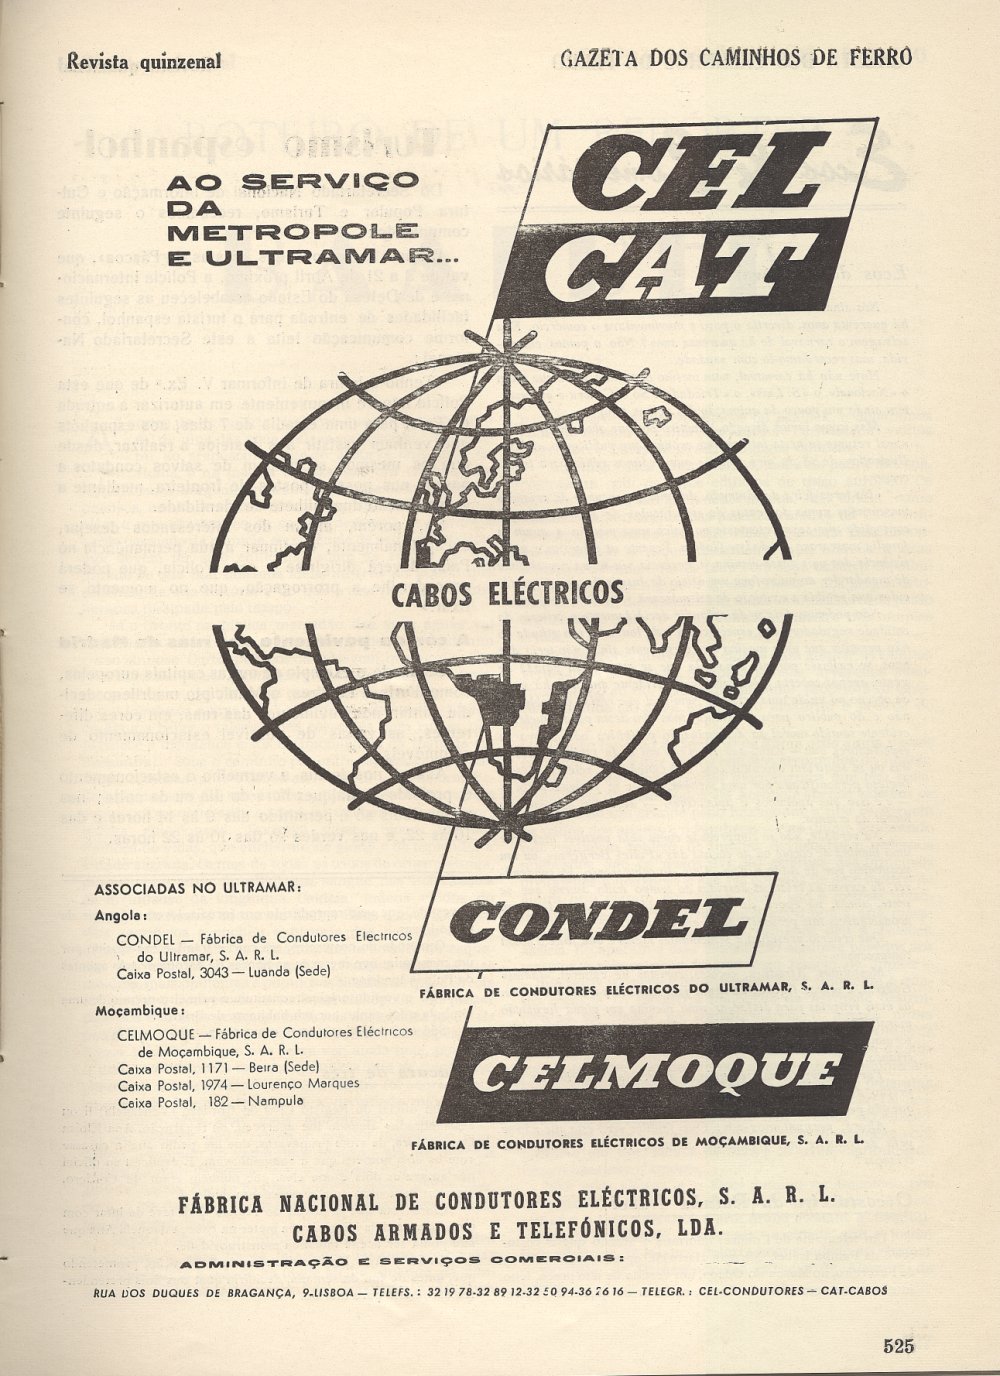 Revista quinzenal
GAZETA DOS CAMINHOS DE FERRO
AO SERVIÇO
DA
METROPOLE
E ULTRAMAR...
CEL
CAT
CABOS ELÉCTRICOS
ASSOCIADAS NO ULTRAMAR:
Angola:
CONDEL — Fábrica de Condutores Electricos
do Ultramar, S. A. R. L.
Caixa Postal, 3043 — Luanda (Sede)
Moçambique:
CELMOQUE — Fábrica de Condutores Eléctricos
de Moçambique, S. A. R. L.
Caixa Postal, 1171 — Beira (Sede)
Caixa Postal, 1974 — Lourenço Marques
Caixa Postal, 182 — Nampula
CONDEL
FÁBRICA DE CONDUTORES ELÉCTRICOS DO ULTRAMAR, S. A. R. L.
CELMOQUE
FÁBRICA DE CONDUTORES ELÉCTRICOS DE MOÇAMBIQUE, S. A. R. L.
FÁBRICA NACIONAL DE CONDUTORES ELÉCTRICOS, S. A. R. L.
CABOS ARMADOS E TELEFÓNICOS, LDA.
ADMINISTRAÇÃO E SERVIÇOS COMERCIAIS:
RUA DOS DUQUES DE BRAGANÇA, 9-LISBOA — TELEFS.: 32 19 78-32 89 12-32 50 94- — TELEGR.: CEL-CONDUTORES — CAT-CABOS
525